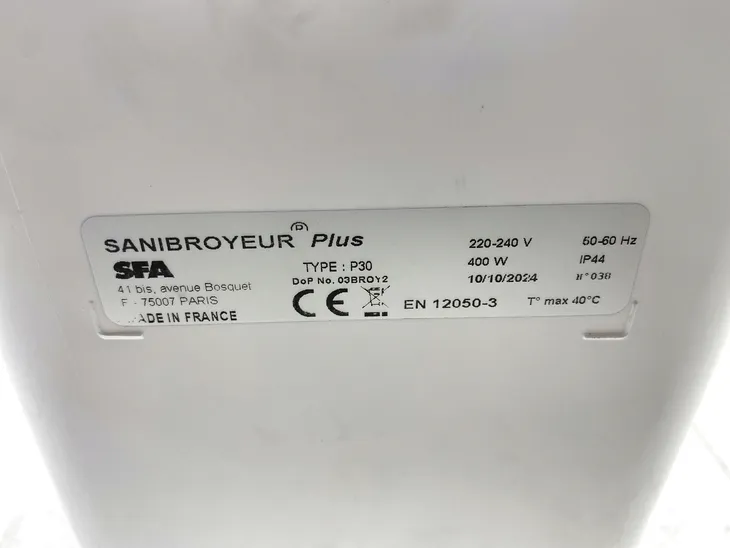 SANIBROYEUR® Plus
SFA
41 bis, avenue Bosquet
F - 75007 PARIS
MADE IN FRANCE
TYPE : P30
DoP No. 03BROY2
CE
EN 12050-3
220-240 V 50-60 Hz
400 W IP44
10/10/2024 N°038
T° max 40°C